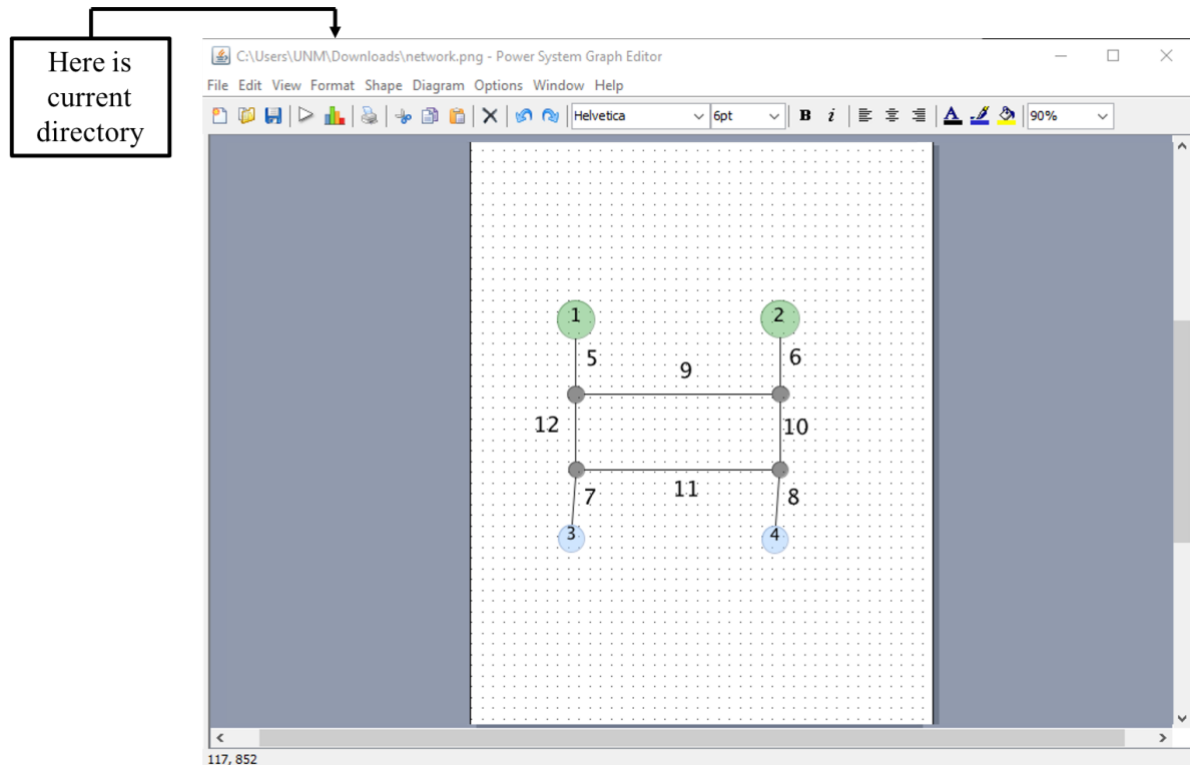 Here is
current
directory
C:\Users\UNM\Downloads\network.png - Power System Graph Editor
File Edit View Format Shape Diagram Options Window Help
Helvetica 6pt B i A 90%
1 2
5 6
9
12 10
11
7 8
3 4
117, 852